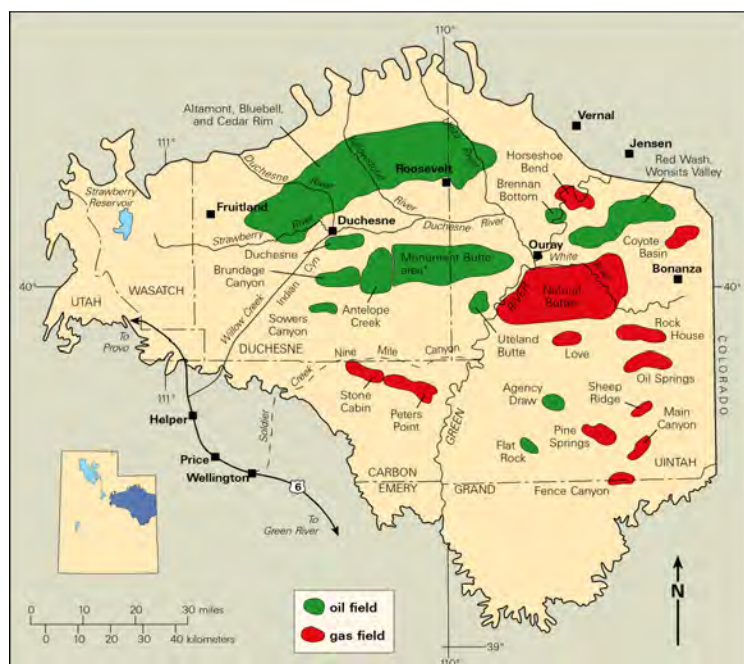 110°
Altamont, Bluebell,
and Cedar Rim
Vernal
111°
Jensen
Duchesne
River
Yellowstone
River
Uinta River
Roosevelt
Horseshoe
Bend
Red Wash,
Wonsits Valley
Brennan
Bottom
Strawberry
Reservoir
Fruitland
Strawberry
River
Duchesne
Duchesne
River
Ouray
White
River
Coyote
Basin
Duchesne
Monument Butte
area*
Brundage
Canyon
Indian Cyn
Bonanza
40°
UTAH
WASATCH
Natural
Buttes
RIVER
40°
Willow Creek
Sowers
Canyon
Antelope
Creek
Uteland
Butte
Love
Rock
House
To
Provo
DUCHESNE
Nine Mile Canyon
COLORADO
Creek
Stone
Cabin
Peters
Point
Agency
Draw
Sheep
Ridge
Oil Springs
Helper
Soldier
GREEN
Main
Canyon
Pine
Springs
Flat
Rock
Price
Wellington
6
CARBON
EMERY
GRAND
UINTAH
Fence Canyon
To
Green River
0 10 20 30 miles
0 10 20 30 40 kilometers
oil field
gas field
N
39°
110°